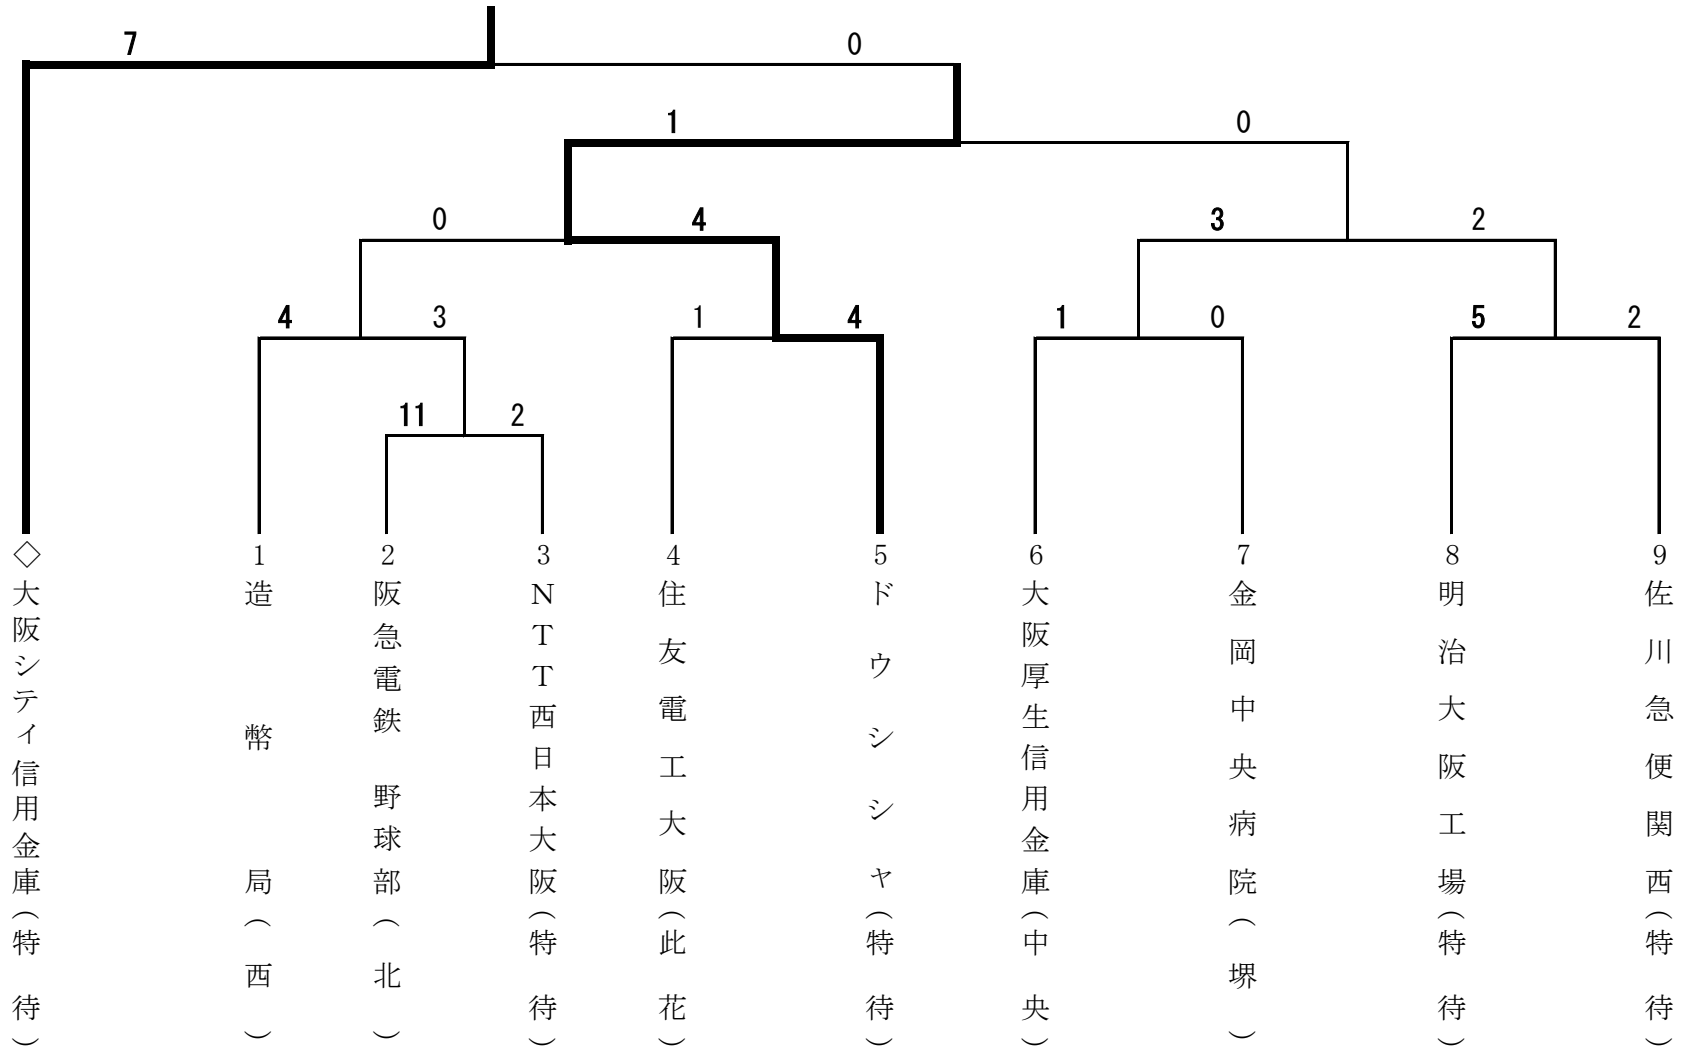 7 0
1 0
0 4 3 2
4 3 1 4 1 0 5 2
11 2
◇大阪シティ信用金庫(特待)
1造幣局(西)
2阪急電鉄 野球部(北)
3NTT西日本大阪(特待)
4住友電工大阪(此花)
5ドウシシャ(特待)
6大阪厚生信用金庫(中央)
7金岡中央病院(堺)
8明治大阪工場(特待)
9佐川急便関西(特待)